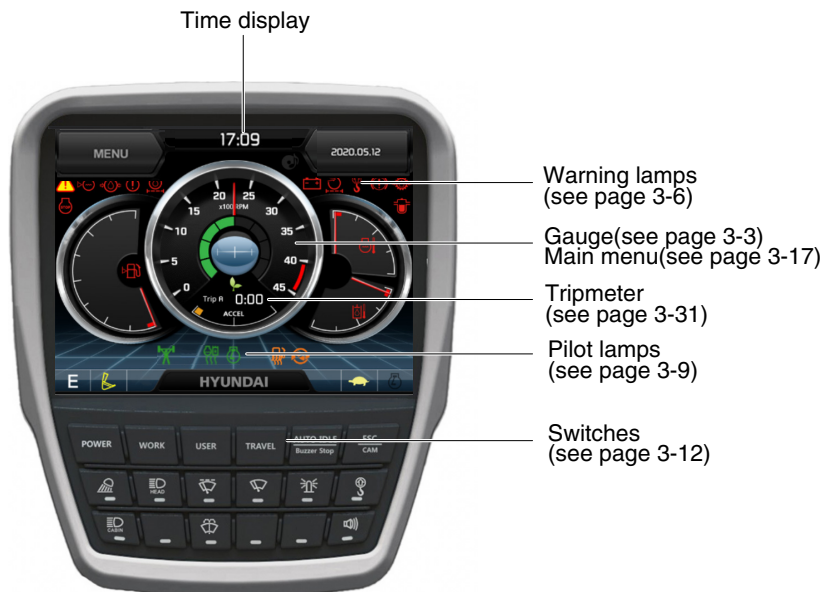 Time display
17:09
MENU
2020.05.12
Warning lamps
(see page 3-6)
Gauge(see page 3-3)
Main menu(see page 3-17)
Tripmeter
(see page 3-31)
Pilot lamps
(see page 3-9)
Switches
(see page 3-12)
0
5
10
15
20
25
30
35
40
45
x100 RPM
Trip A 0:00
ACCEL
E
HYUNDAI
POWER
WORK
USER
TRAVEL
AUTO IDLE
Buzzer Stop
ESC
CAM
HEAD
CABIN